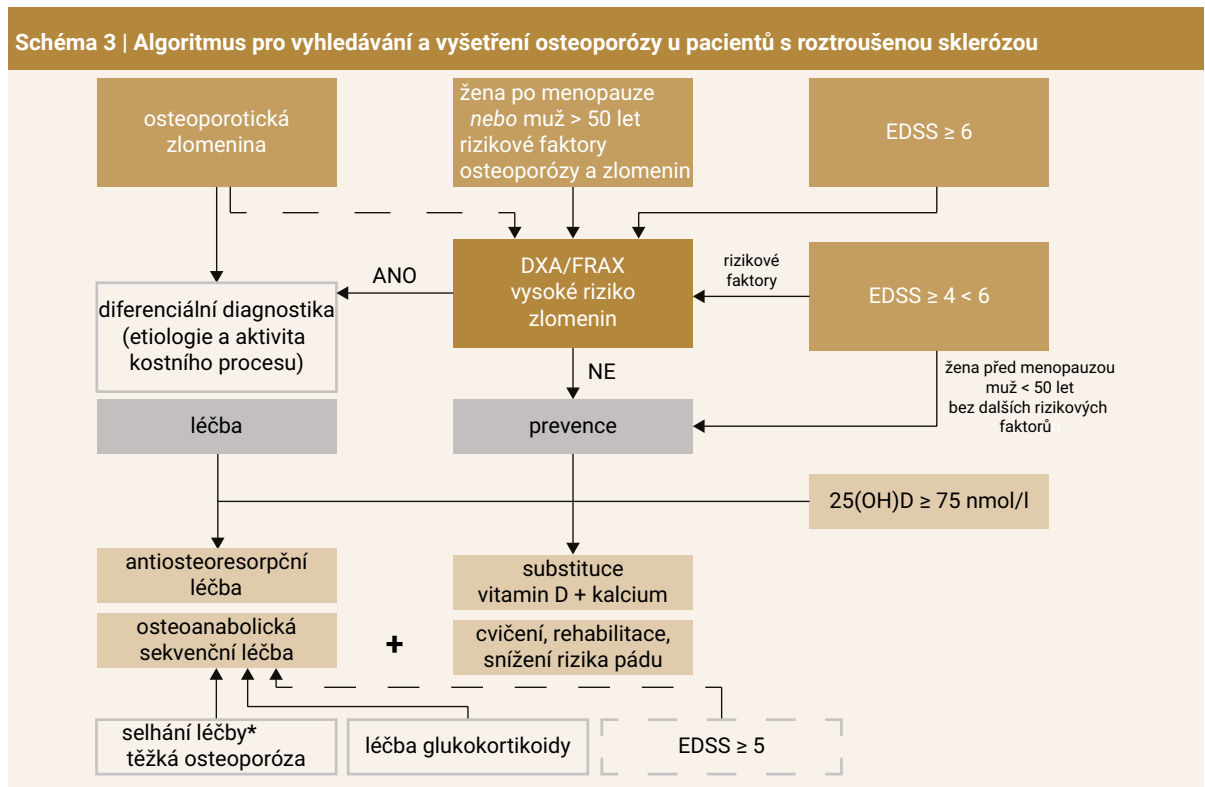 Schéma 3 | Algoritmus pro vyhledávání a vyšetření osteoporózy u pacientů s roztroušenou sklerózou
osteoporotická
zlomenina
žena po menopauze
nebo muž > 50 let
rizikové faktory
osteoporózy a zlomenin
EDSS ≥ 6
DXA/FRAX
vysoké riziko
zlomenin
ANO
rizikové
faktory
EDSS ≥ 4 < 6
diferenciální diagnostika
(etiologie a aktivita
kostního procesu)
NE
žena před menopauzou
muž < 50 let
bez dalších rizikových
faktorů
léčba
prevence
25(OH)D ≥ 75 nmol/l
antiosteoresorpční
léčba
substituce
vitamin D + kalcium
osteoanabolická
sekvenční léčba
+
cvičení, rehabilitace,
snížení rizika pádu
selhání léčby*
těžká osteoporóza
léčba glukokortikoidy
EDSS ≥ 5